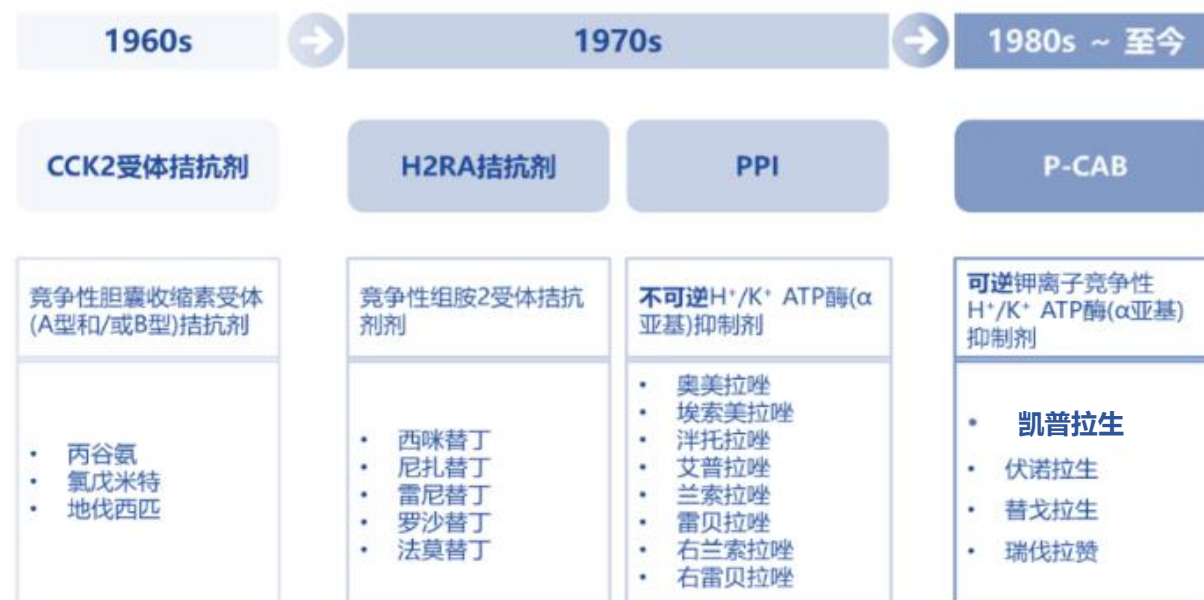 1960s
1970s
1980s ~ 至今
CCK2受体拮抗剂
H2RA拮抗剂
PPI
P-CAB
竞争性胆囊收缩素受体
(A型和/或B型)拮抗剂
竞争性组胺2受体拮抗
剂剂
不可逆H⁺/K⁺ ATP酶(α
亚基)抑制剂
可逆钾离子竞争性
H⁺/K⁺ ATP酶(α亚基)
抑制剂
• 丙谷氨
• 氯戊米特
• 地伐西匹
• 西咪替丁
• 尼扎替丁
• 雷尼替丁
• 罗沙替丁
• 法莫替丁
• 奥美拉唑
• 埃索美拉唑
• 泮托拉唑
• 艾普拉唑
• 兰索拉唑
• 雷贝拉唑
• 右兰索拉唑
• 右雷贝拉唑
• 凯普拉生
• 伏诺拉生
• 替戈拉生
• 瑞伐拉赞